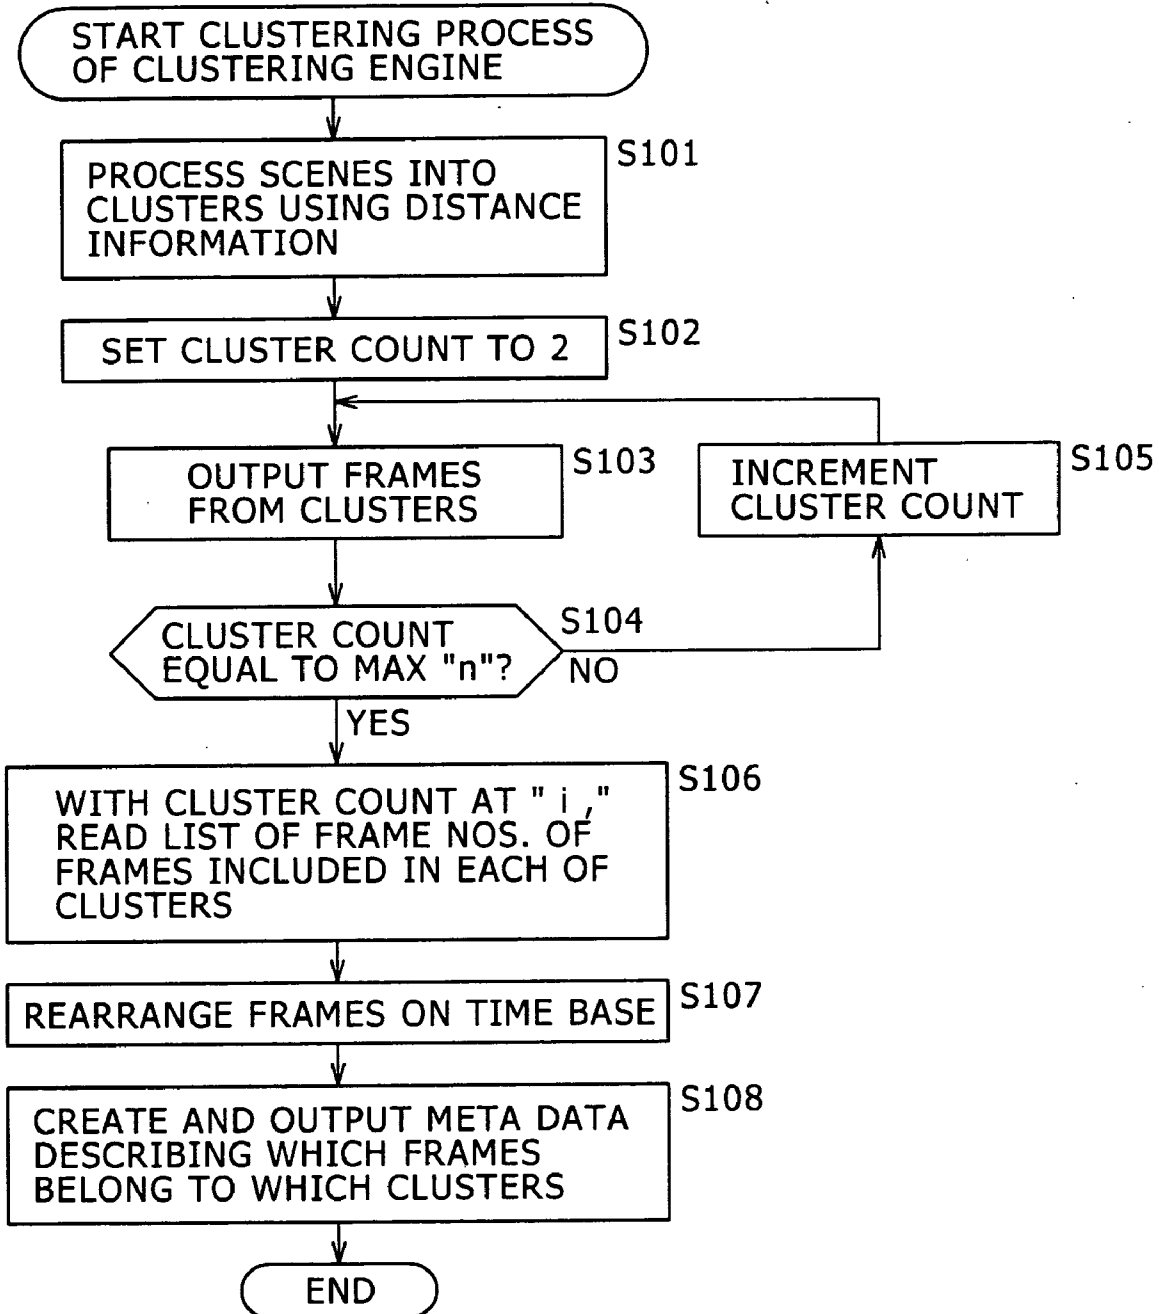 START CLUSTERING PROCESS
OF CLUSTERING ENGINE
S101
PROCESS SCENES INTO
CLUSTERS USING DISTANCE
INFORMATION
S102
SET CLUSTER COUNT TO 2
S103
OUTPUT FRAMES
FROM CLUSTERS
S105
INCREMENT
CLUSTER COUNT
S104
CLUSTER COUNT
EQUAL TO MAX "n"?
NO
YES
S106
WITH CLUSTER COUNT AT " i ,"
READ LIST OF FRAME NOS. OF
FRAMES INCLUDED IN EACH OF
CLUSTERS
S107
REARRANGE FRAMES ON TIME BASE
S108
CREATE AND OUTPUT META DATA
DESCRIBING WHICH FRAMES
BELONG TO WHICH CLUSTERS
END